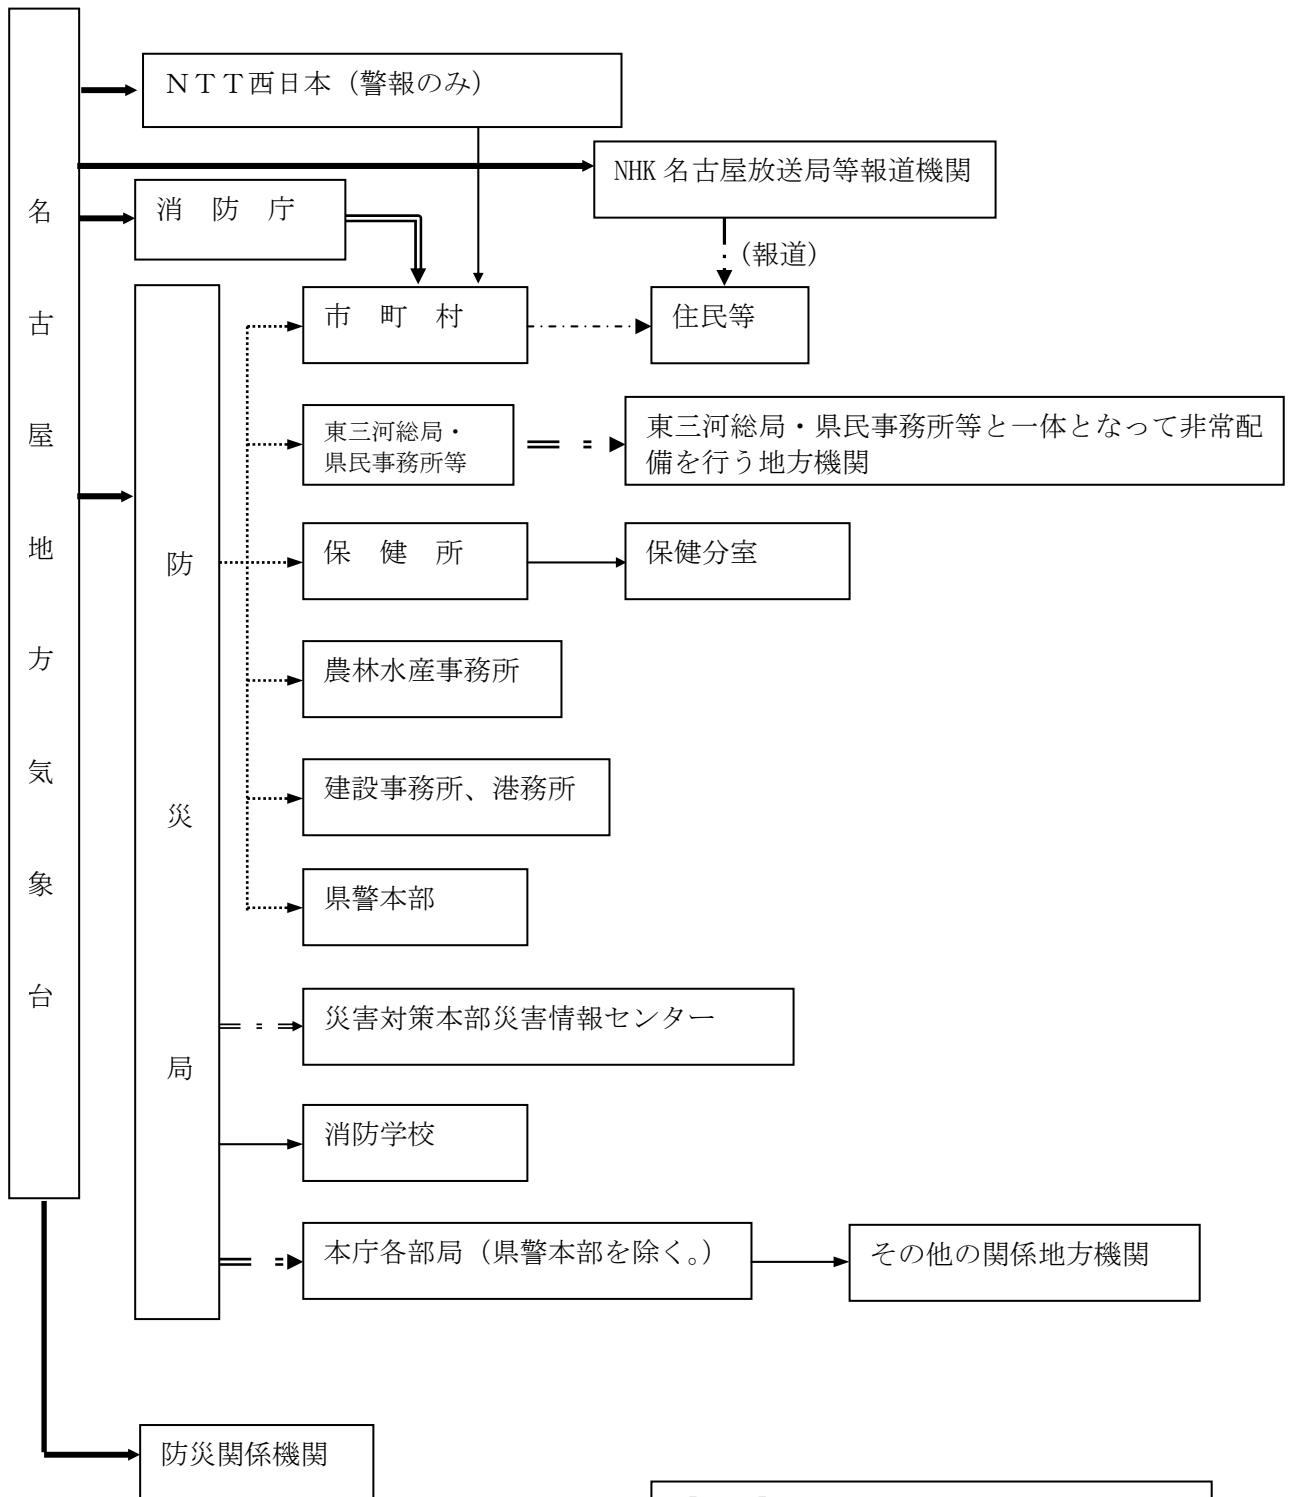 名古屋地方気象台
ＮＴＴ西日本（警報のみ）
NHK 名古屋放送局等報道機関
消　防　庁
（報道）
防災局
市　町　村
住民等
東三河総局・
県民事務所等
東三河総局・県民事務所等と一体となって非常配
備を行う地方機関
保　健　所
保健分室
農林水産事務所
建設事務所、港務所
県警本部
災害対策本部災害情報センター
消防学校
本庁各部局（県警本部を除く。）
その他の関係地方機関
防災関係機関